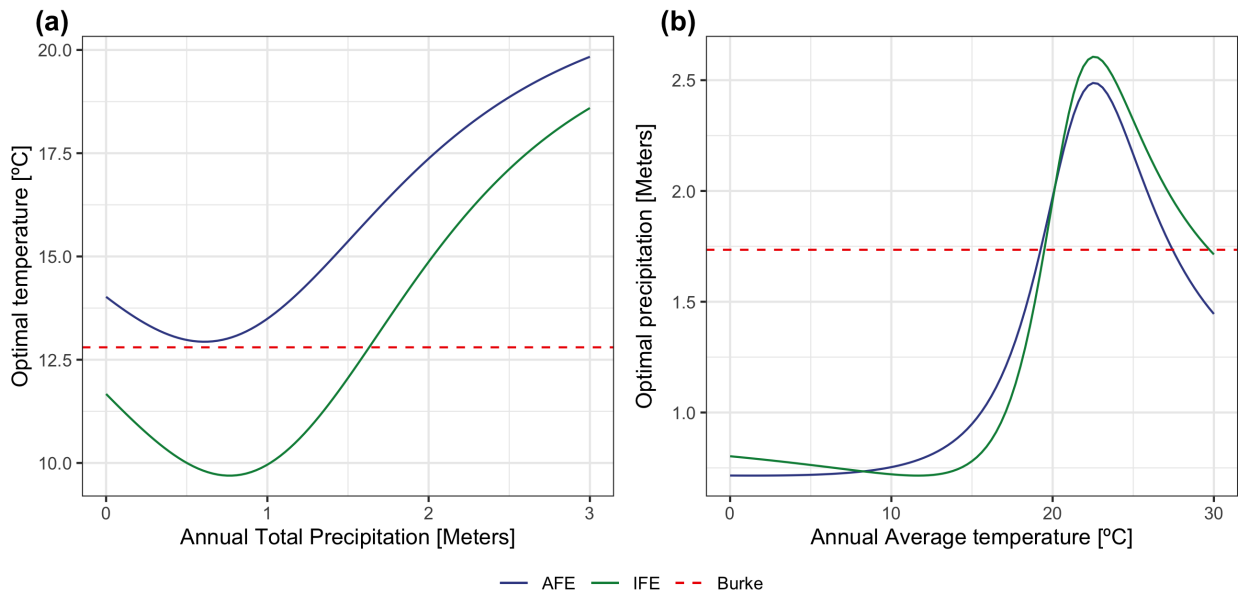 (a)
20.0
17.5
15.0
12.5
10.0
Optimal temperature [ºC]
0 1 2 3
Annual Total Precipitation [Meters]
(b)
2.5
2.0
1.5
1.0
Optimal precipitation [Meters]
0 10 20 30
Annual Average temperature [ºC]
AFE IFE Burke